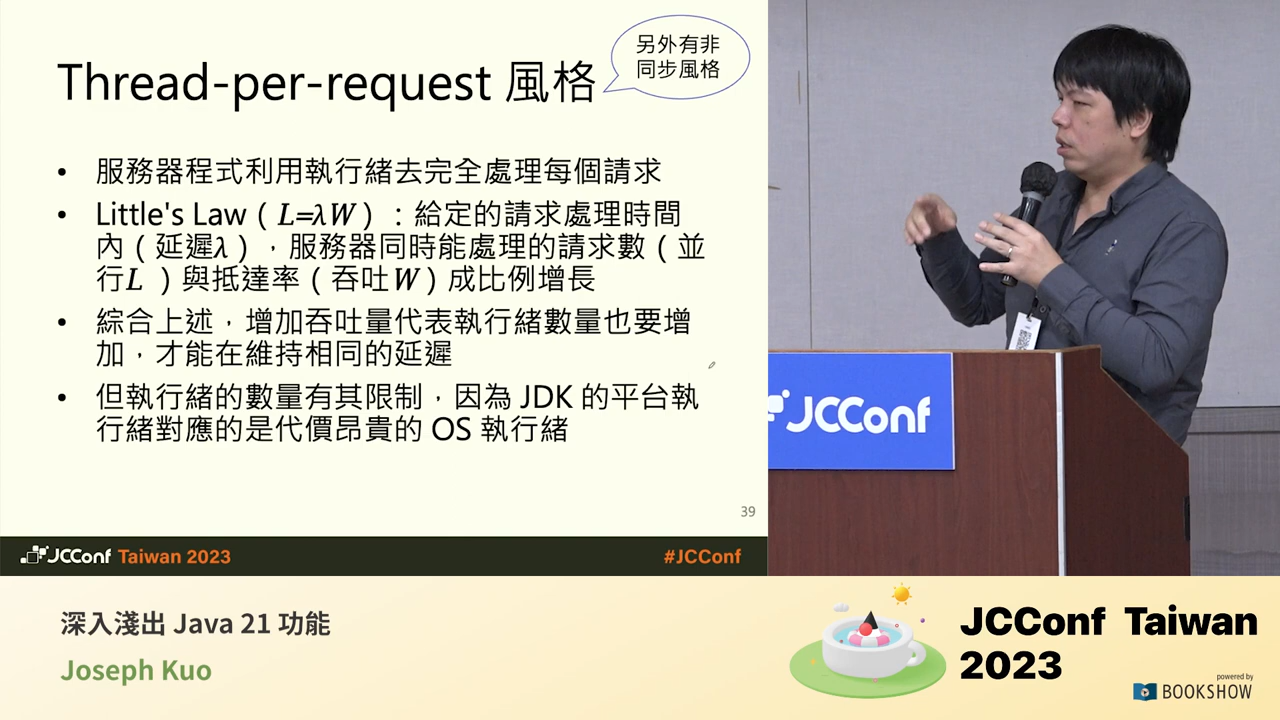 Thread-per-request 風格
另外有非
同步風格
• 服務器程式利用執行緒去完全處理每個請求
• Little's Law（L=λW）：給定的請求處理時間
內（延遲λ），服務器同時能處理的請求數（並
行L ）與抵達率（吞吐W）成比例增長
• 綜合上述，增加吞吐量代表執行緒數量也要增
加，才能在維持相同的延遲
• 但執行緒的數量有其限制，因為 JDK 的平台執
行緒對應的是代價昂貴的 OS 執行緒
39
JCConf Taiwan 2023
#JCConf
JCConf
深入淺出 Java 21 功能
Joseph Kuo
JCConf Taiwan
2023
powered by
BOOKSHOW